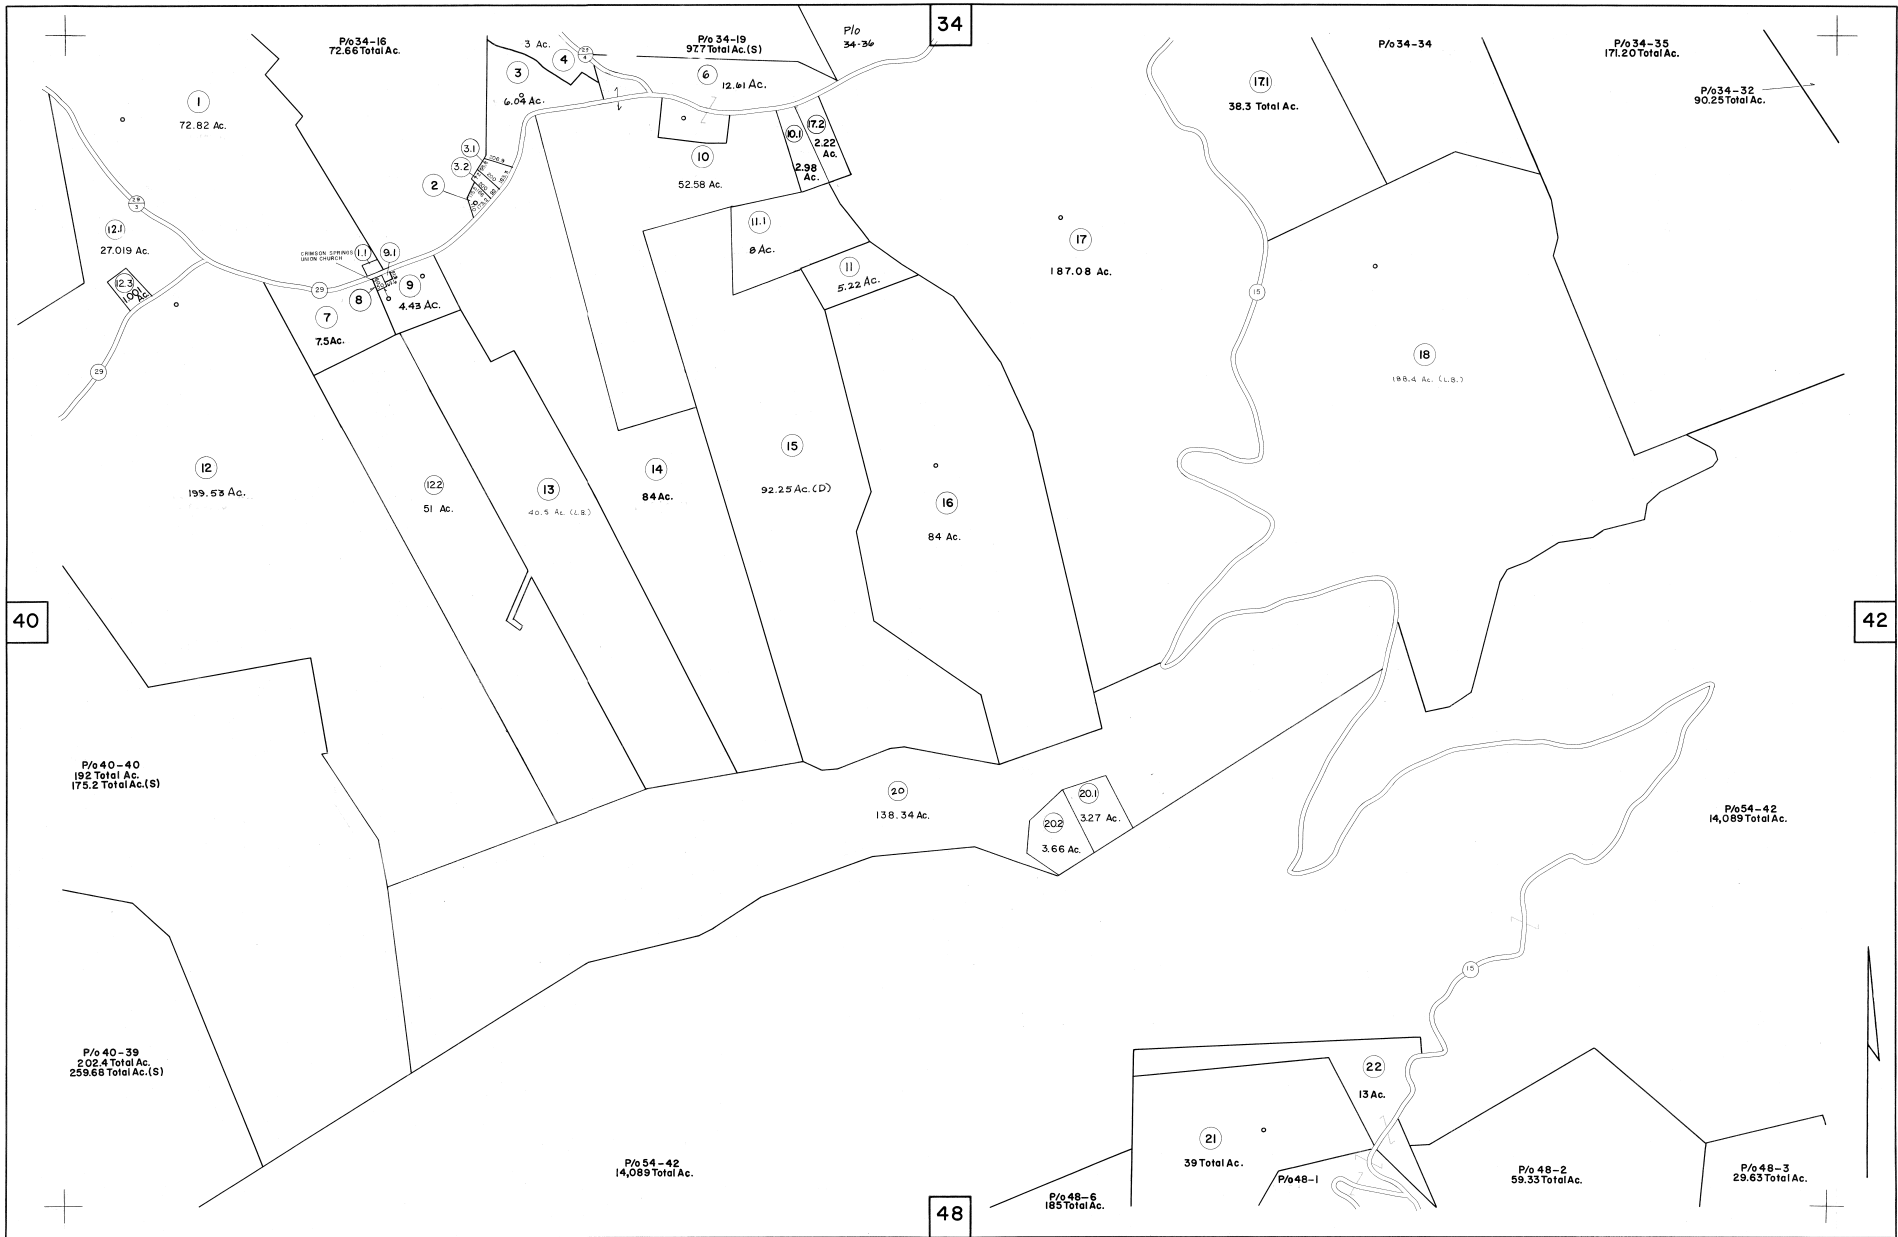 34
P/o 34-16
72.66 Total Ac.
3 Ac.
4
25
4
P/o 34-19
97.7 Total Ac.(S)
P/o
34-36
P/o 34-34
P/o 34-35
171.20 Total Ac.
P/o 34-32
90.25 Total Ac.
1
72.82 Ac.
3
6.04 Ac.
6
12.61 Ac.
17.1
38.3 Total Ac.
10.1
2.98
Ac.
17.2
2.22
Ac.
10
52.58 Ac.
3.1
3.2
2
29
3
12.1
27.019 Ac.
12.3
1.001
Ac.
CRIMSON SPRINGS
UNION CHURCH
1.1
9.1
8
9
4.43 Ac.
29
7
7.5 Ac.
29
11.1
8 Ac.
11
5.22 Ac.
17
187.08 Ac.
15
18
188.4 Ac. (L.B.)
12
199.53 Ac.
12.2
51 Ac.
13
40.5 Ac. (L.B.)
14
84 Ac.
15
92.25 Ac. (D)
16
84 Ac.
40
42
P/o 40-40
192 Total Ac.
175.2 Total Ac.(S)
20
138.34 Ac.
20.1
3.27 Ac.
20.2
3.66 Ac.
P/o 54-42
14,089 Total Ac.
15
P/o 40-39
202.4 Total Ac.
259.68 Total Ac.(S)
22
13 Ac.
21
39 Total Ac.
P/o 54-42
14,089 Total Ac.
P/o 48-6
185 Total Ac.
P/o 48-1
P/o 48-2
59.33 Total Ac.
P/o 48-3
29.63 Total Ac.
48